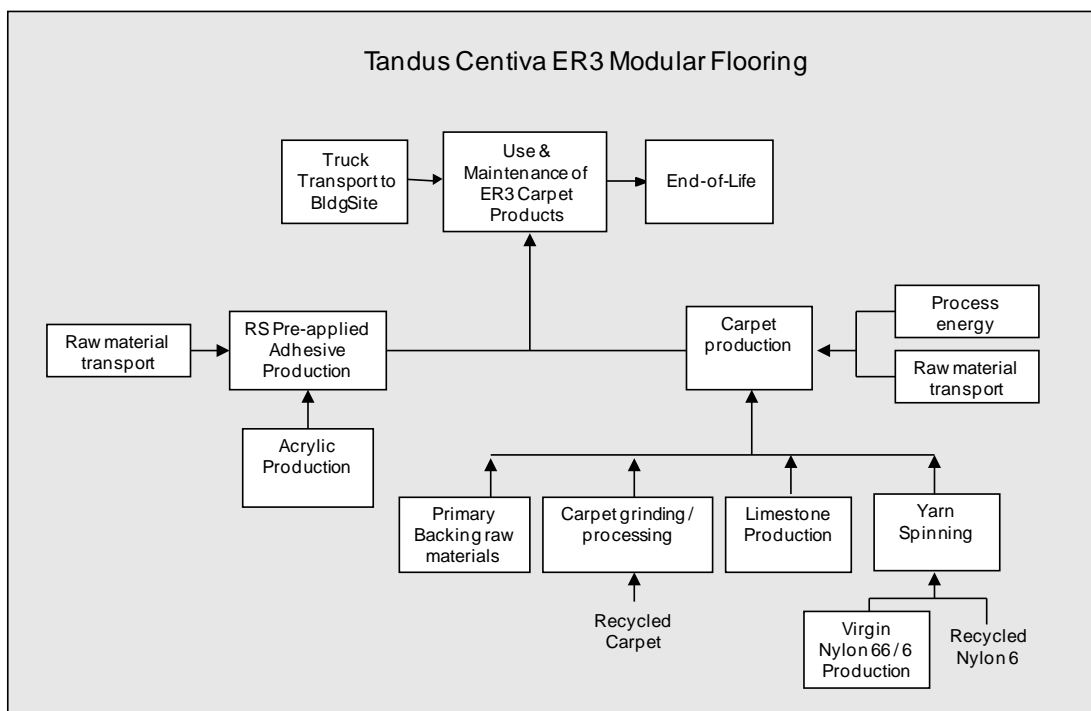 Tandus Centiva ER3 Modular Flooring
Truck
Transport to
Bldg Site
Use &
Maintenance of
ER3 Carpet
Products
End-of-Life
Raw material
transport
RS Pre-applied
Adhesive
Production
Carpet
production
Process
energy
Raw material
transport
Acrylic
Production
Primary
Backing raw
materials
Carpet grinding /
processing
Limestone
Production
Yarn
Spinning
Recycled
Carpet
Virgin
Nylon 66 / 6
Production
Recycled
Nylon 6